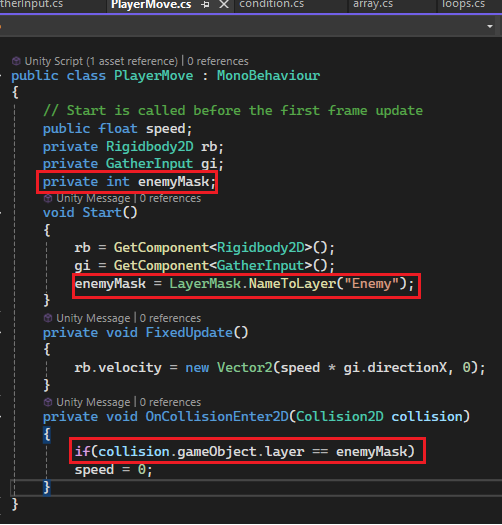 therInput.cs PlayerMove.cs condition.cs array.cs loops.cs
Unity Script (1 asset reference) | 0 references
public class PlayerMove : MonoBehaviour
{
// Start is called before the first frame update
public float speed;
private Rigidbody2D rb;
private GatherInput gi;
private int enemyMask;
Unity Message | 0 references
void Start()
{
rb = GetComponent<Rigidbody2D>();
gi = GetComponent<GatherInput>();
enemyMask = LayerMask.NameToLayer("Enemy");
}
Unity Message | 0 references
private void FixedUpdate()
{
rb.velocity = new Vector2(speed * gi.directionX, 0);
}
Unity Message | 0 references
private void OnCollisionEnter2D(Collision2D collision)
{
if(collision.gameObject.layer == enemyMask)
speed = 0;
}
}